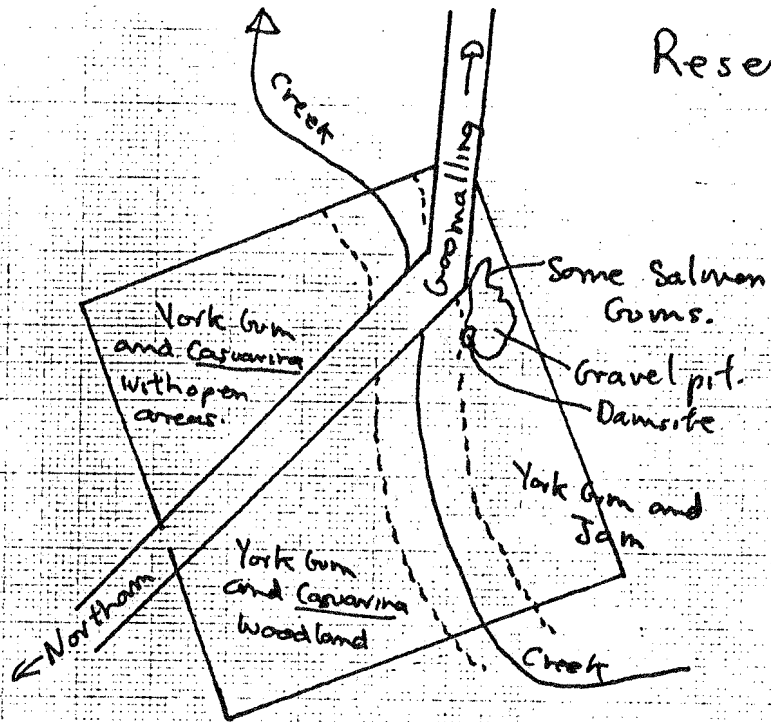 Rese
Creek
Goomalling
Some Salmon
Gums.
York Gum
and Casuarina
with open
areas.
Gravel pit.
Damsite
York Gum and
Jam
York Gum
and Casuarina
Woodland
Northam
Creek